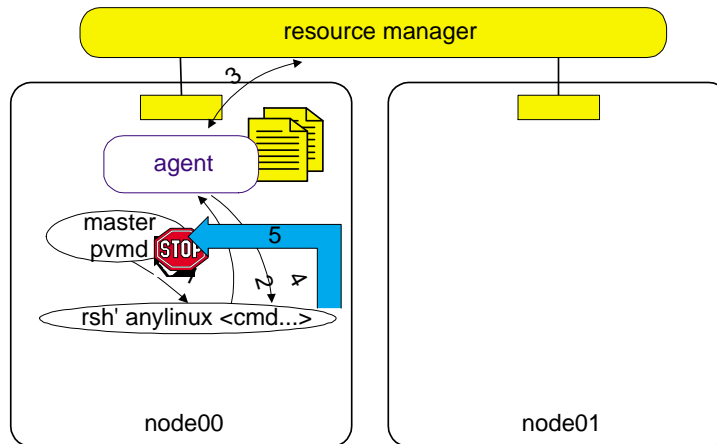 resource manager
3
agent
master
pvmd
STOP
5
2
4
rsh' anylinux <cmd...>
node00
node01